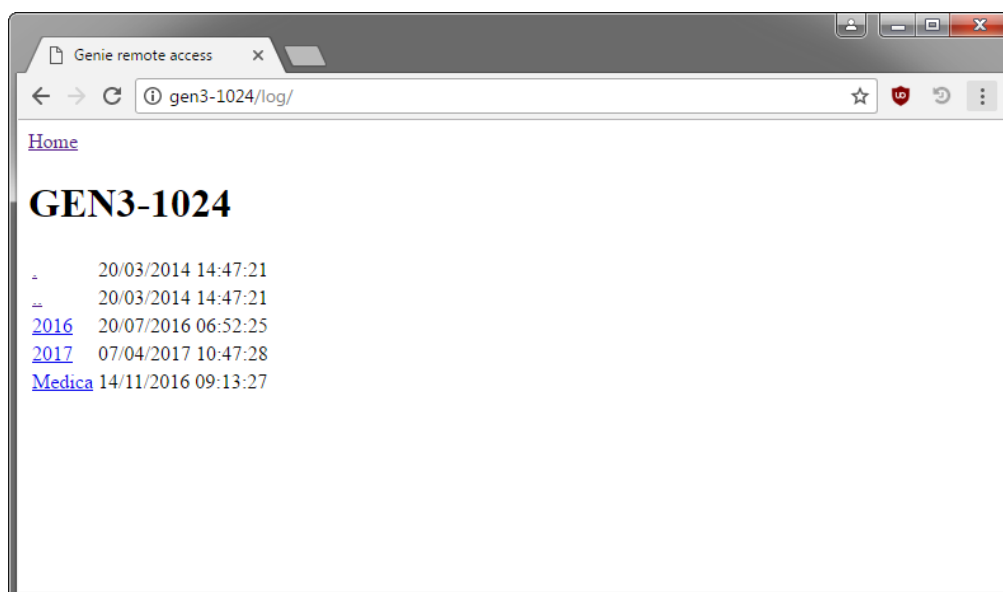 Genie remote access
gen3-1024/log/
Home
GEN3-1024
. 20/03/2014 14:47:21
.. 20/03/2014 14:47:21
2016 20/07/2016 06:52:25
2017 07/04/2017 10:47:28
Medica 14/11/2016 09:13:27